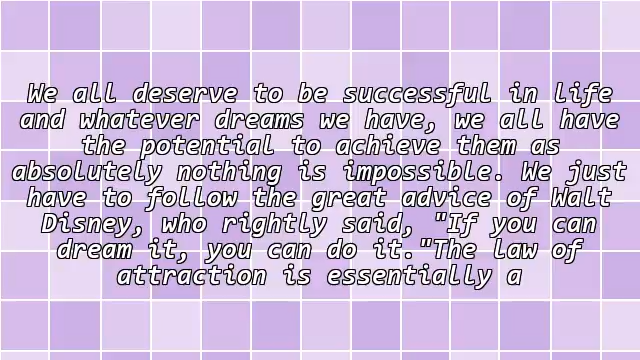 We all deserve to be successful in life
and whatever dreams we have, we all have
the potential to achieve them as
absolutely nothing is impossible. We just
have to follow the great advice of Walt
Disney, who rightly said, "If you can
dream it, you can do it."The law of
attraction is essentially a